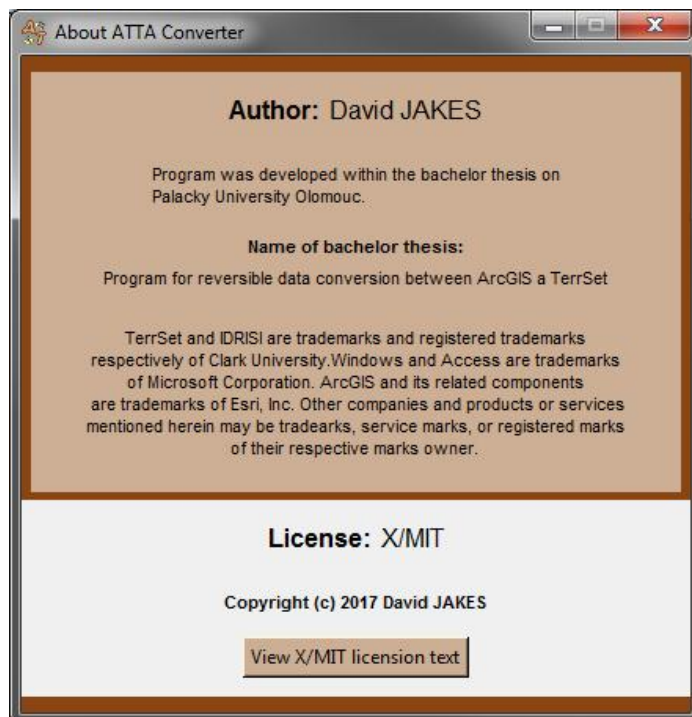 About ATTA Converter
Author: David JAKES
Program was developed within the bachelor thesis on
Palacky University Olomouc.
Name of bachelor thesis:
Program for reversible data conversion between ArcGIS a TerrSet
TerrSet and IDRISI are trademarks and registered trademarks
respectively of Clark University.Windows and Access are trademarks
of Microsoft Corporation. ArcGIS and its related components
are trademarks of Esri, Inc. Other companies and products or services
mentioned herein may be tradearks, service marks, or registered marks
of their respective marks owner.
License: X/MIT
Copyright (c) 2017 David JAKES
View X/MIT licension text